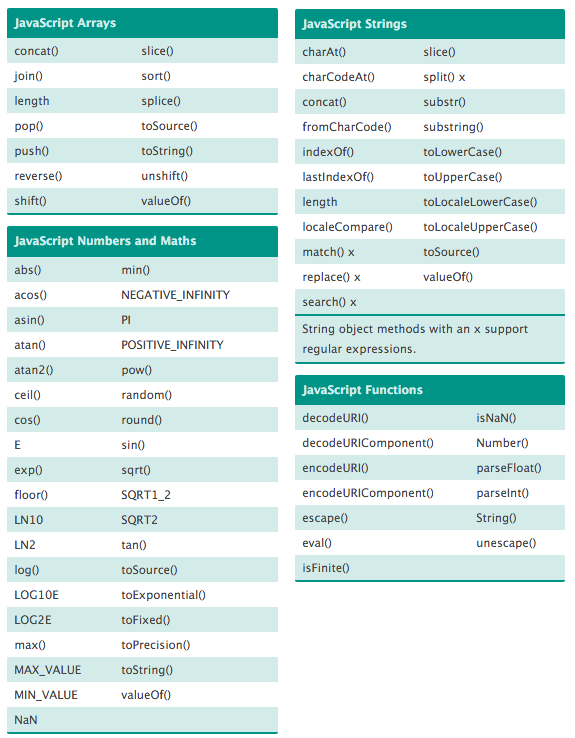 JavaScript Arrays
concat() slice()
join() sort()
length splice()
pop() toSource()
push() toString()
reverse() unshift()
shift() valueOf()
JavaScript Numbers and Maths
abs() min()
acos() NEGATIVE_INFINITY
asin() PI
atan() POSITIVE_INFINITY
atan2() pow()
ceil() random()
cos() round()
E sin()
exp() sqrt()
floor() SQRT1_2
LN10 SQRT2
LN2 tan()
log() toSource()
LOG10E toExponential()
LOG2E toFixed()
max() toPrecision()
MAX_VALUE toString()
MIN_VALUE valueOf()
NaN
JavaScript Strings
charAt() slice()
charCodeAt() split() x
concat() substr()
fromCharCode() substring()
indexOf() toLowerCase()
lastIndexOf() toUpperCase()
length toLocaleLowerCase()
localeCompare() toLocaleUpperCase()
match() x toSource()
replace() x valueOf()
search() x
String object methods with an x support
regular expressions.
JavaScript Functions
decodeURI() isNaN()
decodeURIComponent() Number()
encodeURI() parseFloat()
encodeURIComponent() parseInt()
escape() String()
eval() unescape()
isFinite()